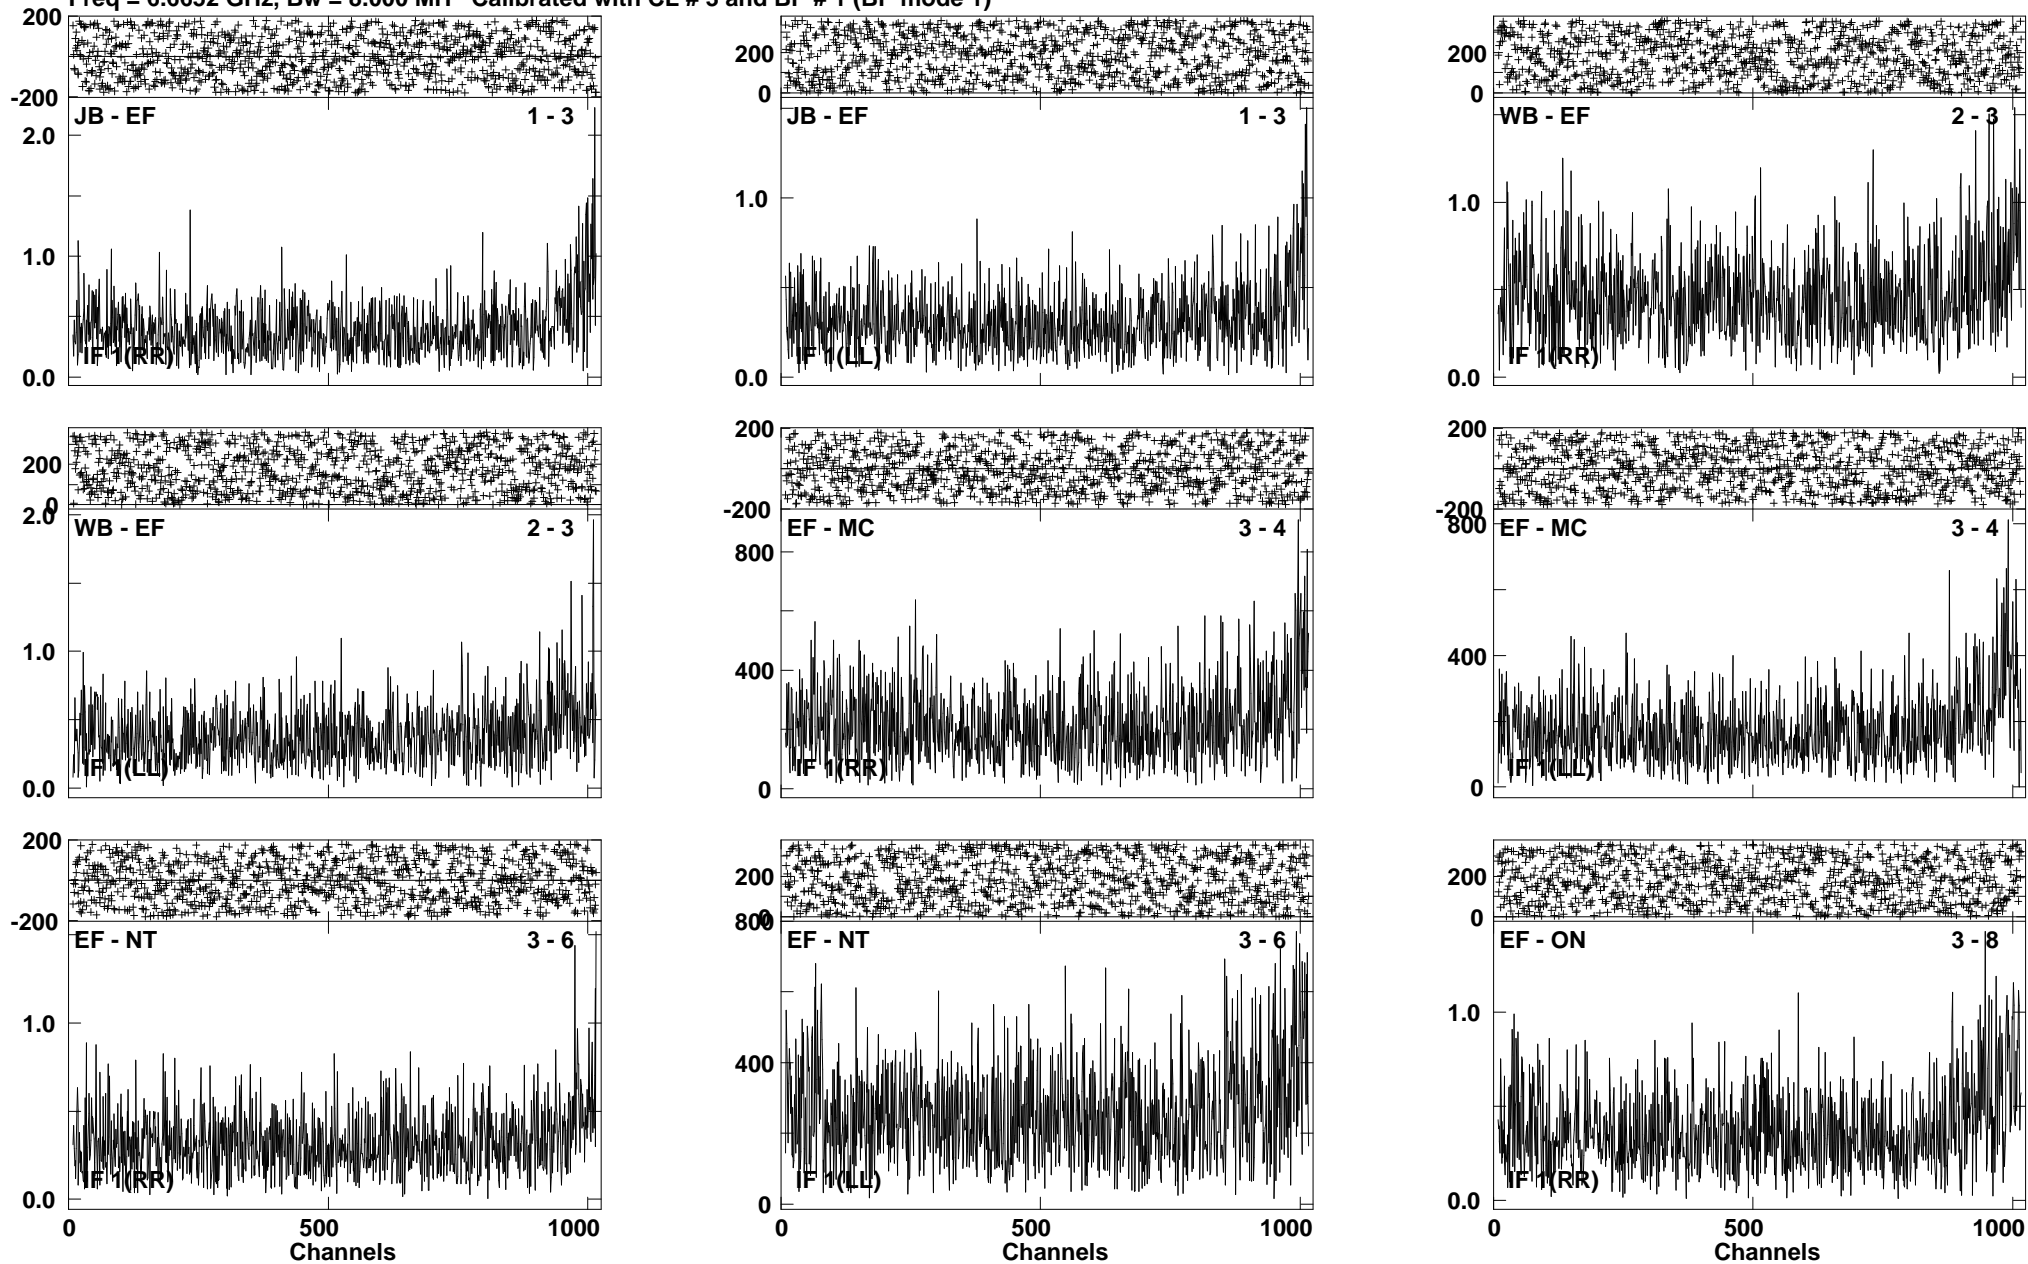 Freq = 6.6652 GHz, Bw = 8.000 MH Calibrated with CL # 3 and BP # 1 (BP mode 1)
200
-200
JB - EF 1 - 3
2.0
1.0
0.0
IF 1(RR)
200
0
JB - EF 1 - 3
1.0
0.0
IF 1(LL)
200
0
WB - EF 2 - 3
1.0
0.0
IF 1(RR)
200
0
2.0
WB - EF 2 - 3
1.0
0.0
IF 1(LL)
200
-200
EF - MC 3 - 4
800
400
0
IF 1(RR)
200
-200
800
EF - MC 3 - 4
400
0
IF 1(LL)
200
-200
EF - NT 3 - 6
1.0
0.0
IF 1(RR)
0 500 1000
Channels
200
0
800
EF - NT 3 - 6
400
0
IF 1(LL)
0 500 1000
Channels
200
0
EF - ON 3 - 8
1.0
0.0
IF 1(RR)
0 500 1000
Channels